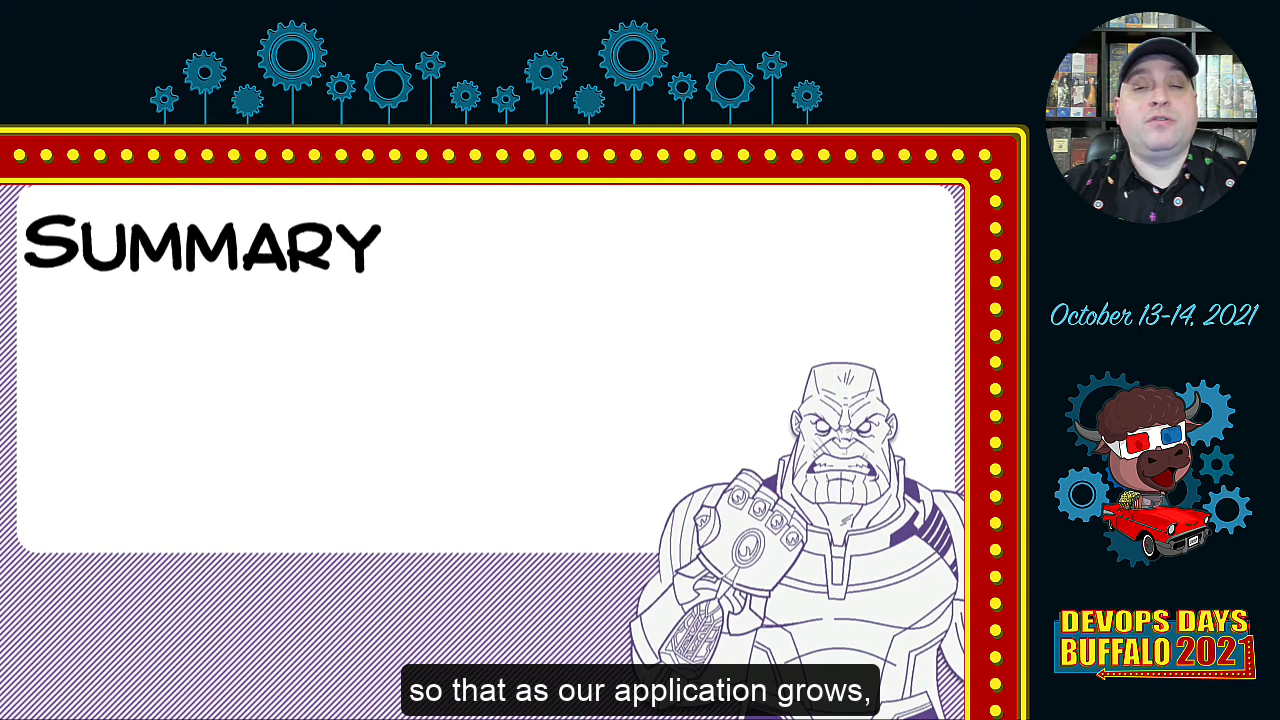 SUMMARY
October 13-14, 2021
DEVOPS DAYS
BUFFALO 2021
so that as our application grows,